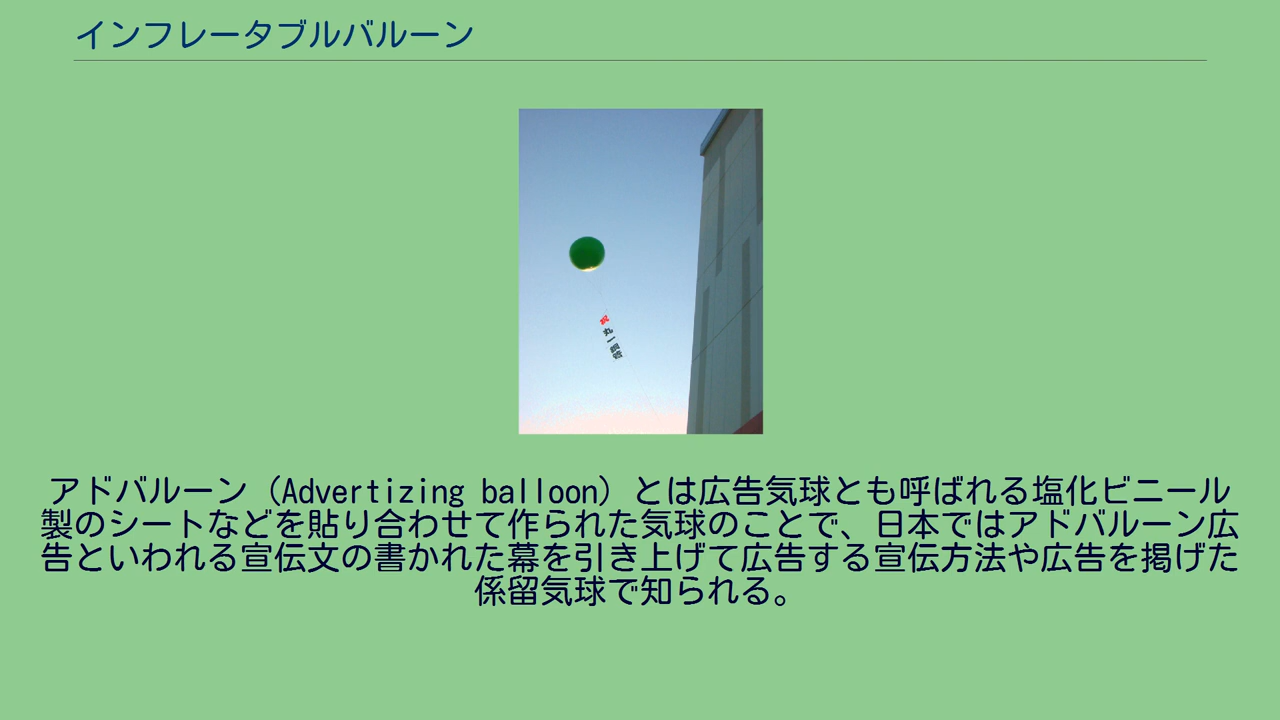 インフレータブルバルーン
丸一
アドバルーン（Advertizing balloon）とは広告気球とも呼ばれる塩化ビニール
製のシートなどを貼り合わせて作られた気球のことで、日本ではアドバルーン広
告といわれる宣伝文の書かれた幕を引き上げて広告する宣伝方法や広告を掲げた
係留気球で知られる。